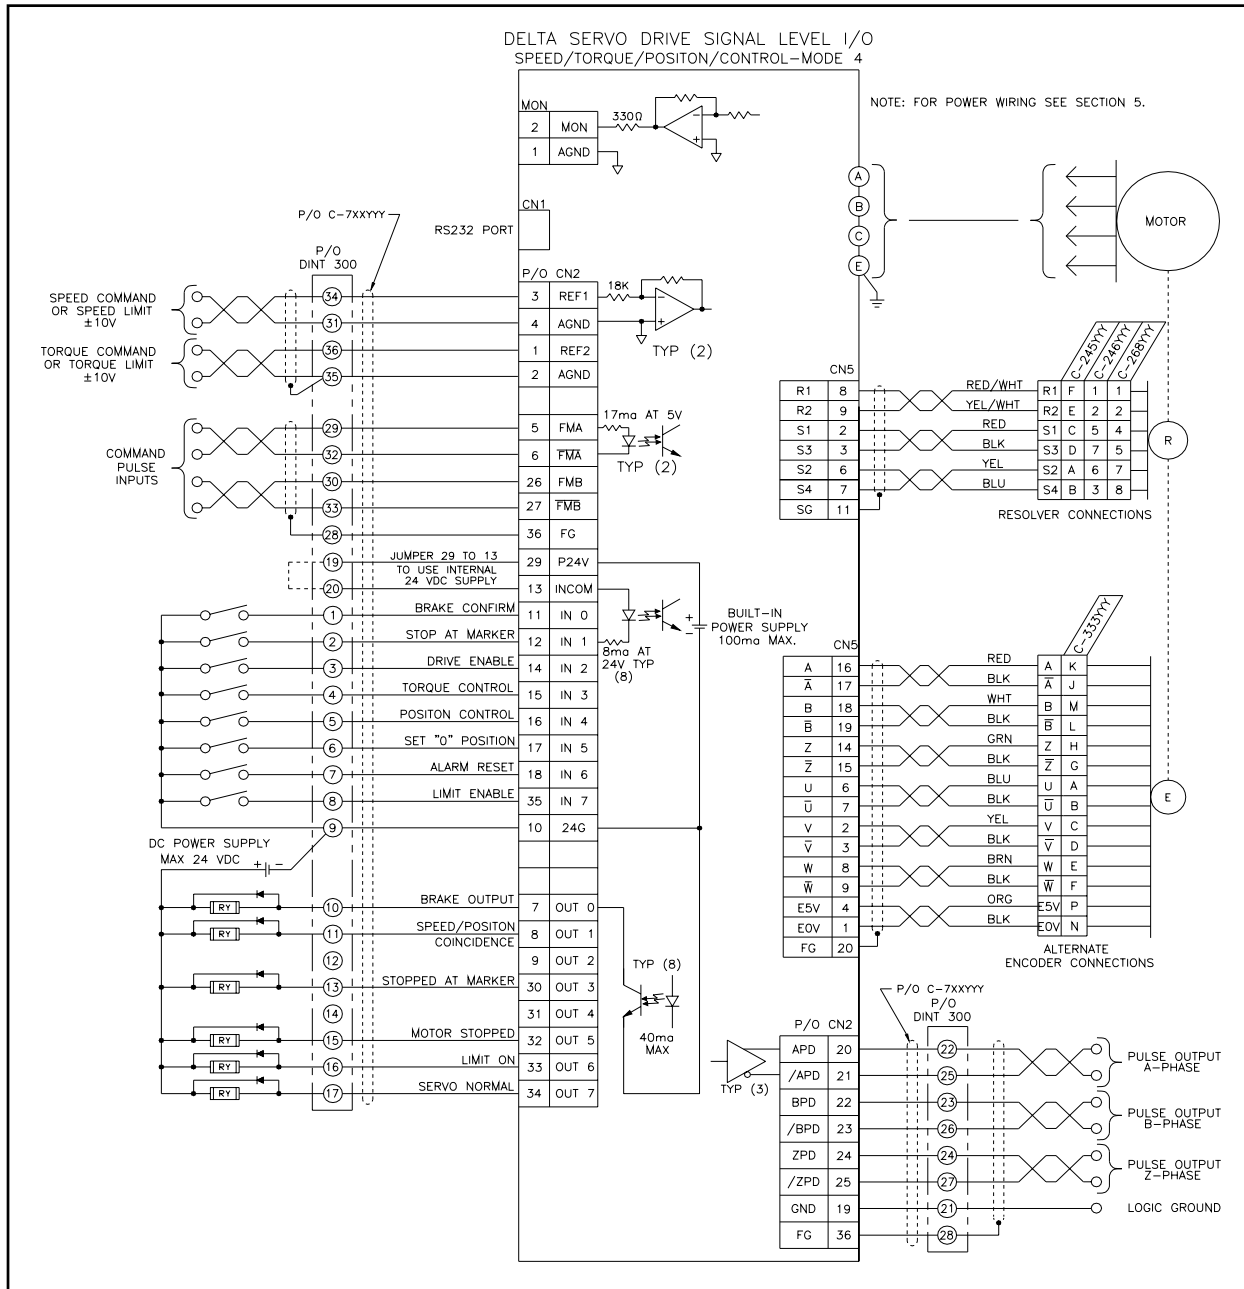 DELTA SERVO DRIVE SIGNAL LEVEL I/O
SPEED/TORQUE/POSITON/CONTROL-MODE 4
NOTE: FOR POWER WIRING SEE SECTION 5.
MON
2 MON 330Ω
1 AGND
CN1
RS232 PORT
P/O C-7XXYYY
P/O
DINT 300
P/O CN2
SPEED COMMAND
OR SPEED LIMIT
±10V
34 3 REF1 18K
31 4 AGND
TYP (2)
TORQUE COMMAND
OR TORQUE LIMIT
±10V
36 1 REF2
35 2 AGND
COMMAND
PULSE
INPUTS
29 5 FMA 17ma AT 5V
32 6 F̅M̅A̅ TYP (2)
30 26 FMB
33 27 F̅M̅B̅
28 36 FG
19 JUMPER 29 TO 13 29 P24V
TO USE INTERNAL
24 VDC SUPPLY
20 13 INCOM
1 BRAKE CONFIRM 11 IN 0
2 STOP AT MARKER 12 IN 1
8ma AT
24V TYP
(8)
+
-
BUILT-IN
POWER SUPPLY
100ma MAX.
3 DRIVE ENABLE 14 IN 2
4 TORQUE CONTROL 15 IN 3
5 POSITON CONTROL 16 IN 4
6 SET "0" POSITION 17 IN 5
7 ALARM RESET 18 IN 6
8 LIMIT ENABLE 35 IN 7
9 10 24G
DC POWER SUPPLY
MAX 24 VDC + -
RY 10 BRAKE OUTPUT 7 OUT 0
RY 11 SPEED/POSITON
COINCIDENCE 8 OUT 1
12 9 OUT 2
RY 13 STOPPED AT MARKER 30 OUT 3
14 31 OUT 4
RY 15 MOTOR STOPPED 32 OUT 5
RY 16 LIMIT ON 33 OUT 6
RY 17 SERVO NORMAL 34 OUT 7
TYP (8)
40ma
MAX
A
B
C
E
MOTOR
C-245YYY C-246YYY C-268YYY
CN5
R1 8 RED/WHT R1 F 1 1
R2 9 YEL/WHT R2 E 2 2
S1 2 RED S1 C 5 4
S3 3 BLK S3 D 7 5
S2 6 YEL S2 A 6 7
S4 7 BLU S4 B 3 8
SG 11
R
RESOLVER CONNECTIONS
C-333YYY
CN5
A 16 RED A K
A̅ 17 BLK A̅ J
B 18 WHT B M
B̅ 19 BLK B̅ L
Z 14 GRN Z H
Z̅ 15 BLK Z̅ G
U 6 BLU U A
U̅ 7 BLK U̅ B
V 2 YEL V C
V̅ 3 BLK V̅ D
W 8 BRN W E
W̅ 9 BLK W̅ F
E5V 4 ORG E5V P
E0V 1 BLK E0V N
FG 20
E
ALTERNATE
ENCODER CONNECTIONS
P/O C-7XXYYY
P/O
DINT 300
P/O CN2
APD 20 22
/APD 21 25
TYP (3)
PULSE OUTPUT
A-PHASE
BPD 22 23
/BPD 23 26
PULSE OUTPUT
B-PHASE
ZPD 24 24
/ZPD 25 27
PULSE OUTPUT
Z-PHASE
GND 19 21 LOGIC GROUND
FG 36 28